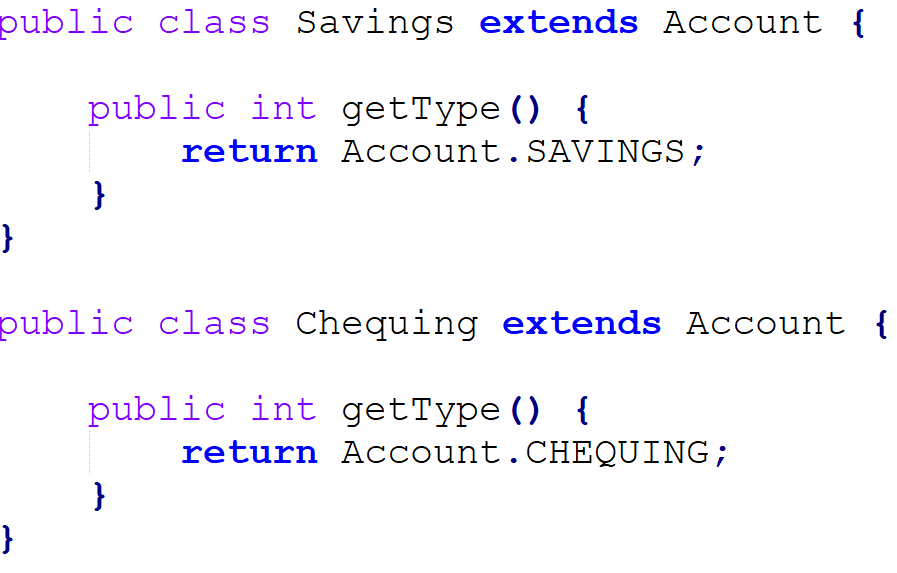 public class Savings extends Account {
public int getType() {
return Account.SAVINGS;
}
}
public class Chequing extends Account {
public int getType() {
return Account.CHEQUING;
}
}